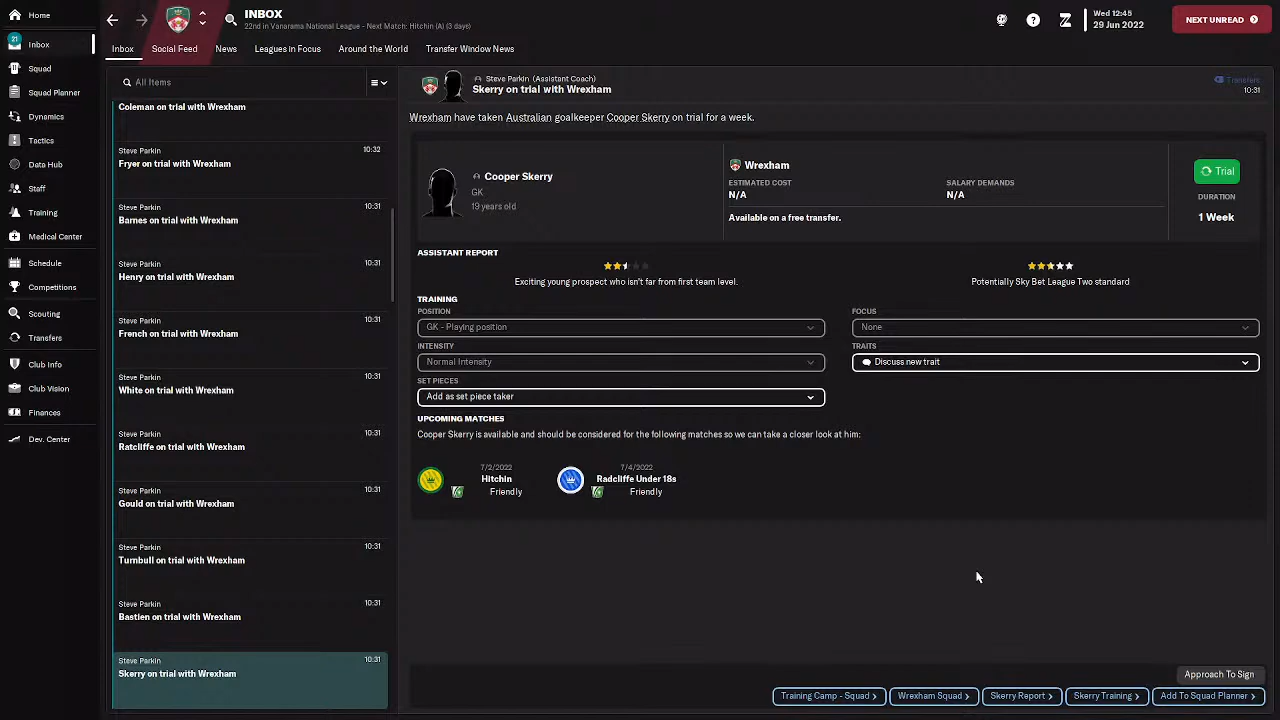 Home
21
Inbox
Squad
Squad Planner
Dynamics
Tactics
Data Hub
Staff
Training
Medical Center
Schedule
Competitions
Scouting
Transfers
Club Info
Club Vision
Finances
Dev. Center
INBOX
22nd in Vanarama National League - Next Match: Hitchin (A) (3 days)
Wed 12:45
29 Jun 2022
NEXT UNREAD
Inbox
Social Feed
News
Leagues in Focus
Around the World
Transfer Window News
All Items
Coleman on trial with Wrexham
Steve Parkin 10:32
Fryer on trial with Wrexham
Steve Parkin 10:31
Barnes on trial with Wrexham
Steve Parkin 10:31
Henry on trial with Wrexham
Steve Parkin 10:31
French on trial with Wrexham
Steve Parkin 10:31
White on trial with Wrexham
Steve Parkin 10:31
Ratcliffe on trial with Wrexham
Steve Parkin 10:31
Gould on trial with Wrexham
Steve Parkin 10:31
Turnbull on trial with Wrexham
Steve Parkin 10:31
Bastien on trial with Wrexham
Steve Parkin 10:31
Skerry on trial with Wrexham
Steve Parkin (Assistant Coach)
Skerry on trial with Wrexham
Transfers
10:31
Wrexham have taken Australian goalkeeper Cooper Skerry on trial for a week.
Cooper Skerry
GK
19 years old
Wrexham
ESTIMATED COST
N/A
SALARY DEMANDS
N/A
Available on a free transfer.
Trial
DURATION
1 Week
ASSISTANT REPORT
Exciting young prospect who isn't far from first team level.
Potentially Sky Bet League Two standard
TRAINING
POSITION
GK - Playing position
FOCUS
None
INTENSITY
Normal Intensity
TRAITS
Discuss new trait
SET PIECES
Add as set piece taker
UPCOMING MATCHES
Cooper Skerry is available and should be considered for the following matches so we can take a closer look at him:
7/2/2022
Hitchin
Friendly
7/4/2022
Radcliffe Under 18s
Friendly
Approach To Sign
Training Camp - Squad >
Wrexham Squad >
Skerry Report >
Skerry Training >
Add To Squad Planner >